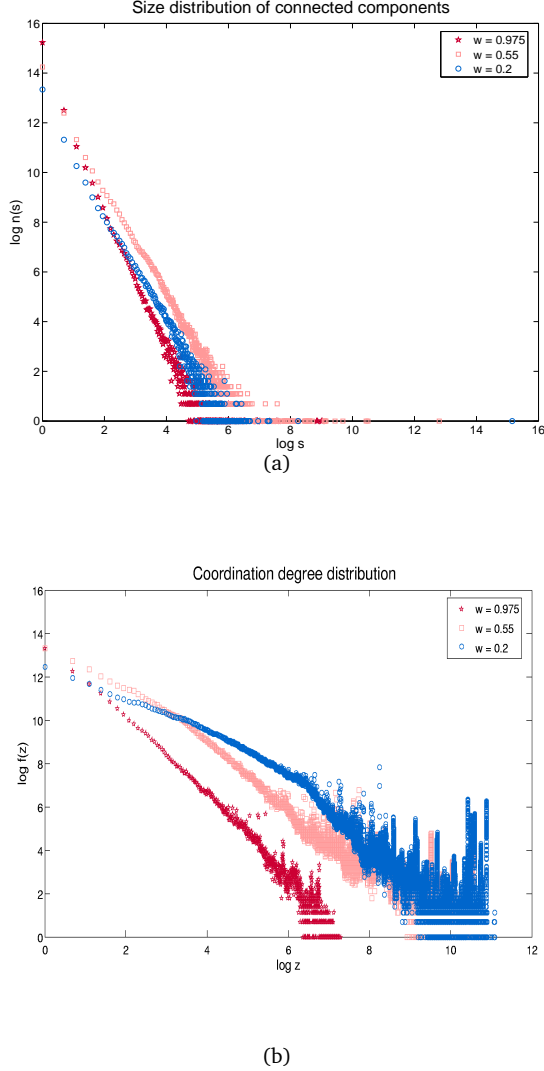 Size distribution of connected components
16
14
12
10
8
6
4
2
0
log n(s)
w = 0.975
w = 0.55
w = 0.2
0 2 4 6 8 10 12 14 16
log s
(a)
Coordination degree distribution
16
14
12
10
8
6
4
2
0
log f(z)
w = 0.975
w = 0.55
w = 0.2
0 2 4 6 8 10 12
log z
(b)